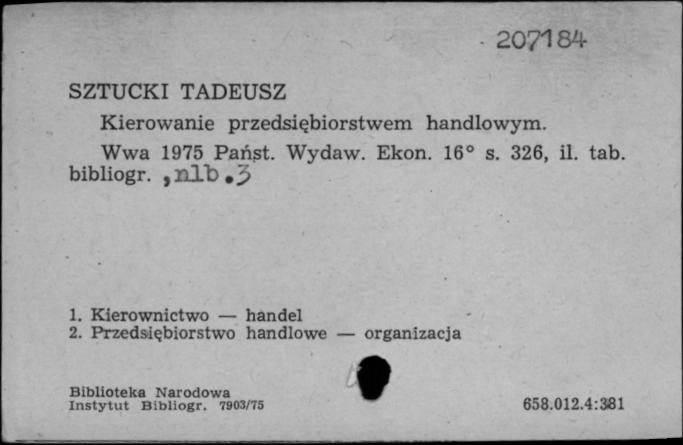 207184
SZTUCKI TADEUSZ
Kierowanie przedsiębiorstwem handlowym.
Wwa 1975 Państ. Wydaw. Ekon. 16° s. 326, il. tab.
bibliogr. , nlb. 3
1. Kierownictwo — handel
2. Przedsiębiorstwo handlowe — organizacja
Biblioteka Narodowa
Instytut Bibliogr. 7903/75
658.012.4:381